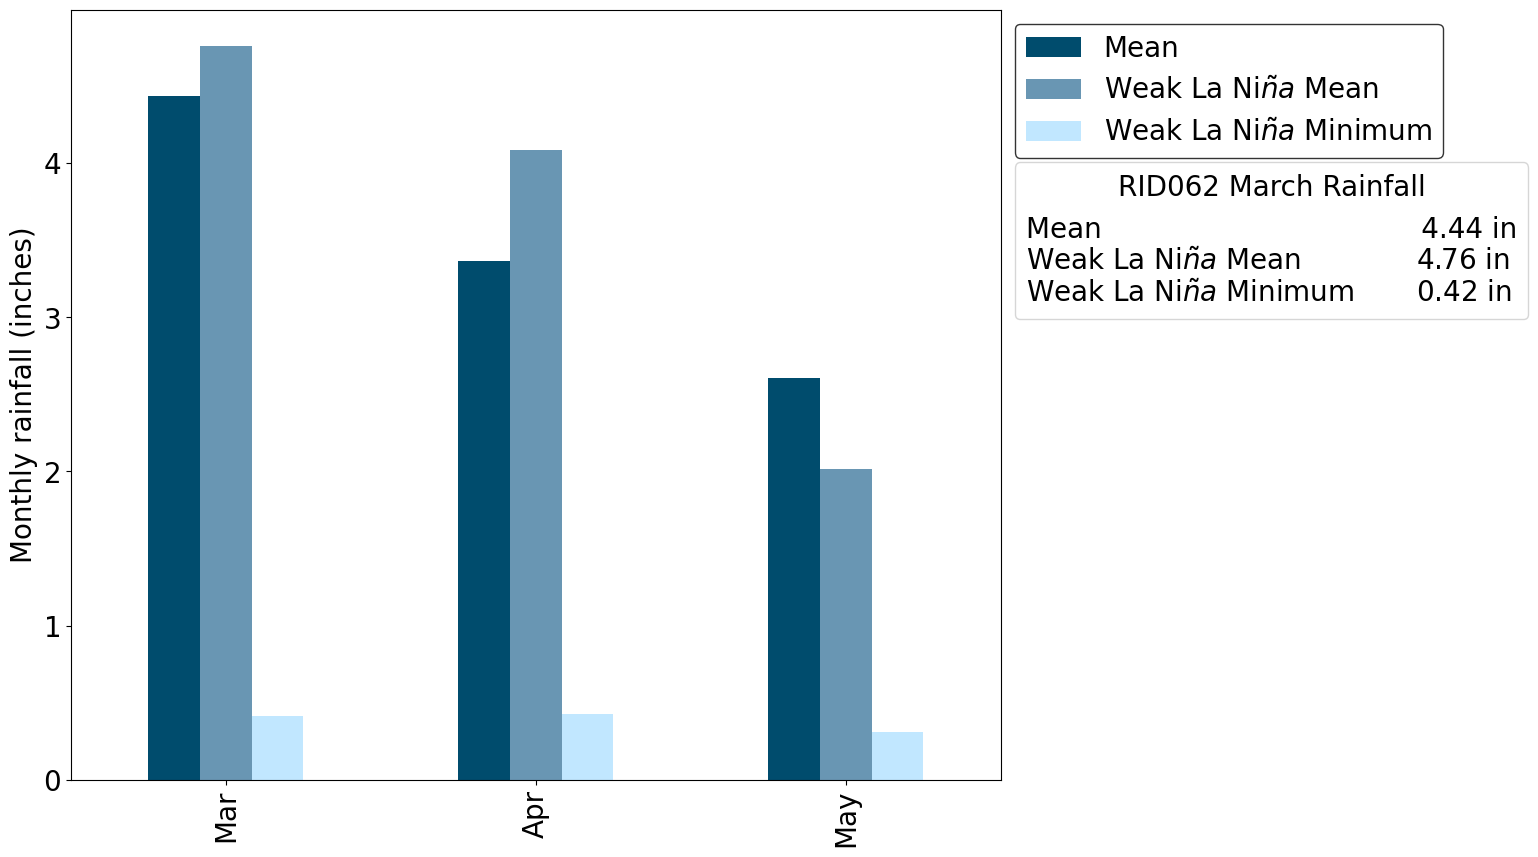 Monthly rainfall (inches)
4
3
2
1
0
Mar
Apr
May
Mean
Weak La Niña Mean
Weak La Niña Minimum
RID062 March Rainfall
Mean 4.44 in
Weak La Niña Mean 4.76 in
Weak La Niña Minimum 0.42 in